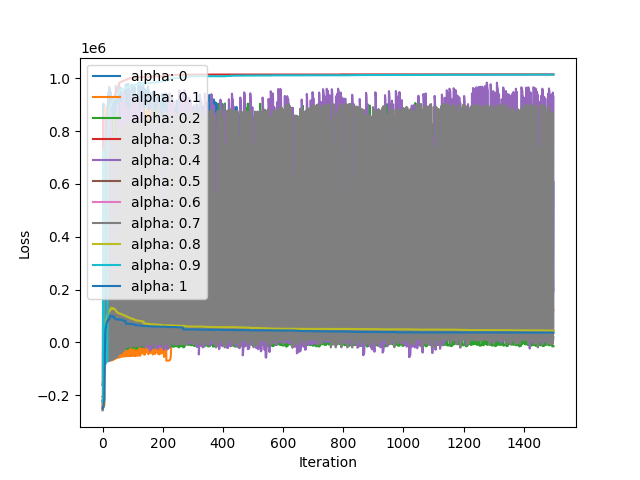 1e6
1.0
0.8
0.6
0.4
0.2
0.0
−0.2
Loss
alpha: 0
alpha: 0.1
alpha: 0.2
alpha: 0.3
alpha: 0.4
alpha: 0.5
alpha: 0.6
alpha: 0.7
alpha: 0.8
alpha: 0.9
alpha: 1
0 200 400 600 800 1000 1200 1400
Iteration